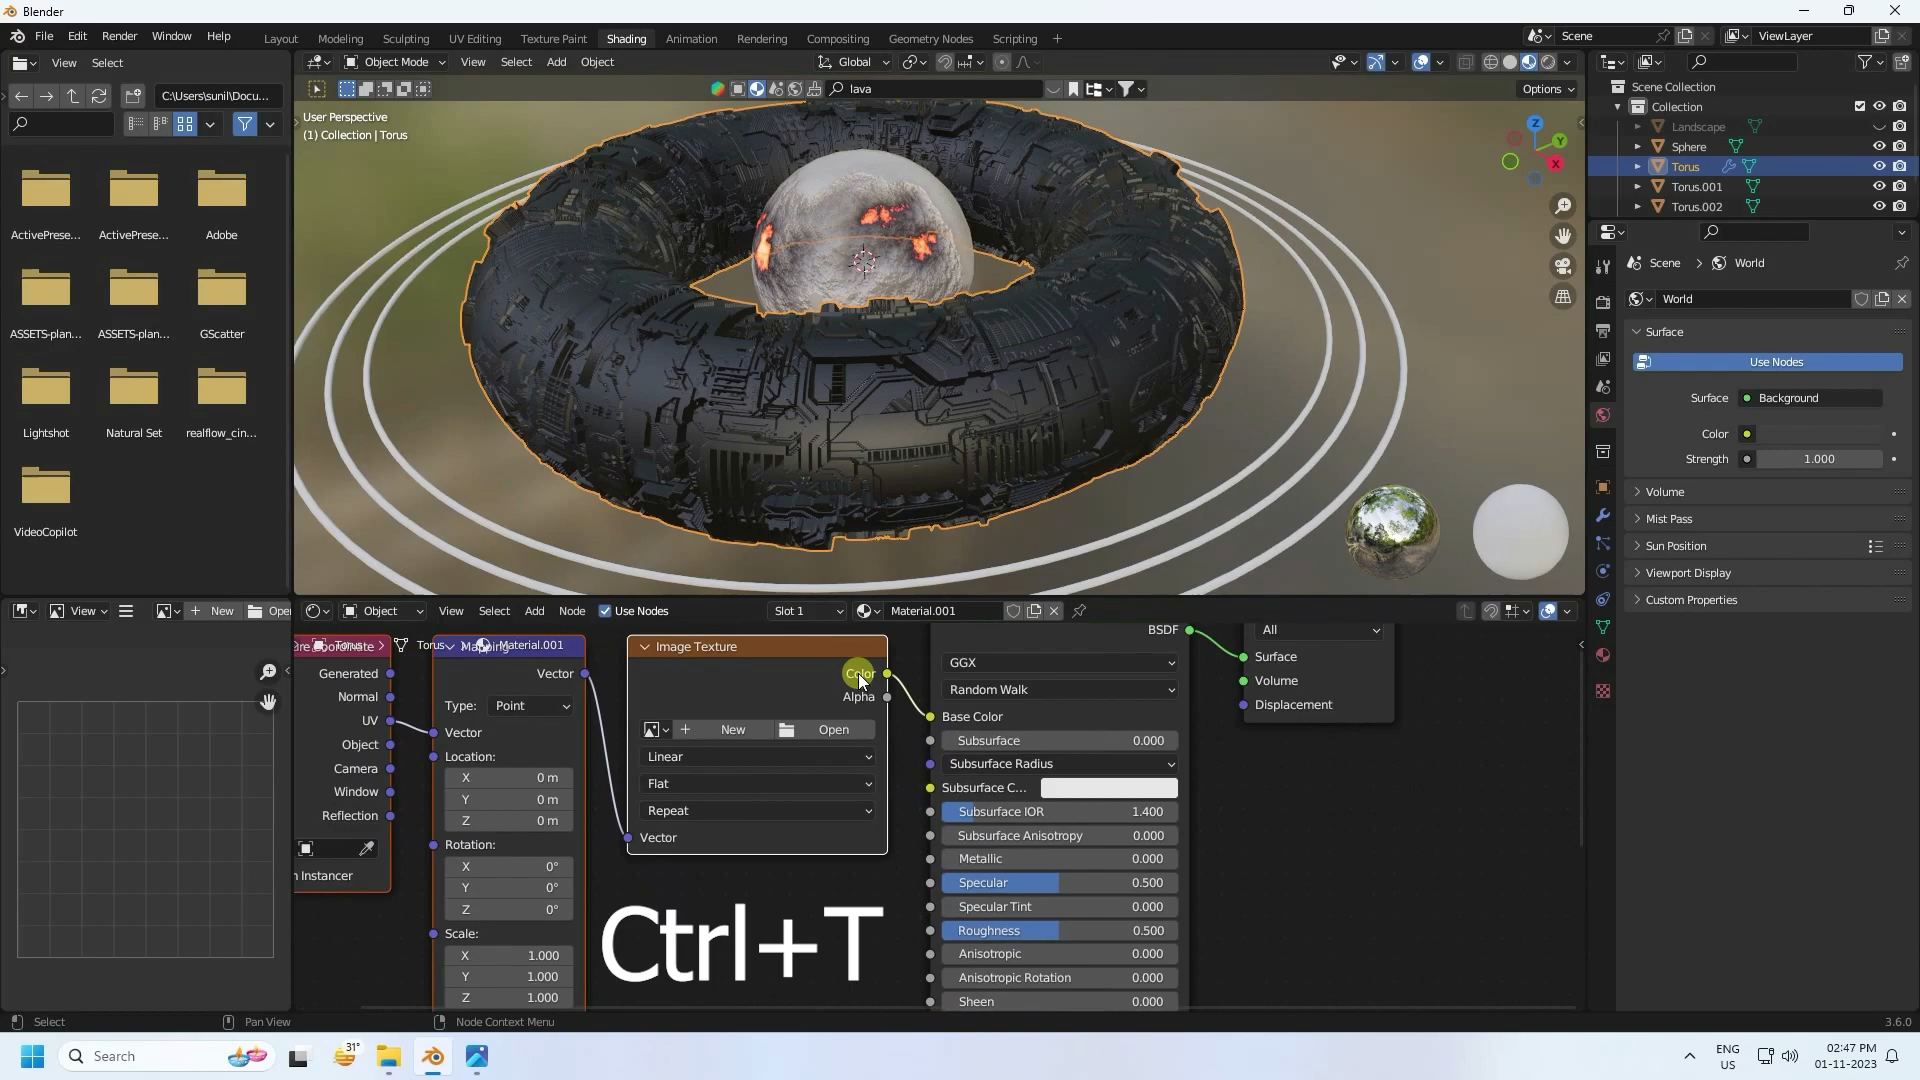 Blender
File Edit Render Window Help
Layout Modeling Sculpting UV Editing Texture Paint Shading Animation Rendering Compositing Geometry Nodes Scripting +
Scene
ViewLayer
View Select
C:\Users\sunil\Docu...
ActivePrese... ActivePrese... Adobe
ASSETS-plan... ASSETS-plan... GScatter
Lightshot Natural Set realflow_cin...
VideoCopilot
Object Mode View Select Add Object
Global
lava
Options
User Perspective
(1) Collection | Torus
Z
Y
X
Scene Collection
Collection
Landscape
Sphere
Torus
Torus.001
Torus.002
Scene > World
World
Surface
Use Nodes
Surface Background
Color
Strength 1.000
Volume
Mist Pass
Sun Position
Viewport Display
Custom Properties
View + New Open
Object View Select Add Node Use Nodes
Slot 1
Material.001
Torus > Torus > Material.001
Generated
Normal
UV
Object
Camera
Window
Reflection
Mapping
Vector
Type: Point
Vector
Location:
X 0 m
Y 0 m
Z 0 m
Rotation:
X 0°
Y 0°
Z 0°
Scale:
X 1.000
Y 1.000
Z 1.000
Image Texture
Color
Alpha
+ New Open
Linear
Flat
Repeat
Vector
Ctrl+T
BSDF
GGX
Random Walk
Base Color
Subsurface 0.000
Subsurface Radius
Subsurface C...
Subsurface IOR 1.400
Subsurface Anisotropy 0.000
Metallic 0.000
Specular 0.500
Specular Tint 0.000
Roughness 0.500
Anisotropic 0.000
Anisotropic Rotation 0.000
Sheen 0.000
All
Surface
Volume
Displacement
Select Pan View Node Context Menu 3.6.0
Search
31°
ENG
US
02:47 PM
01-11-2023